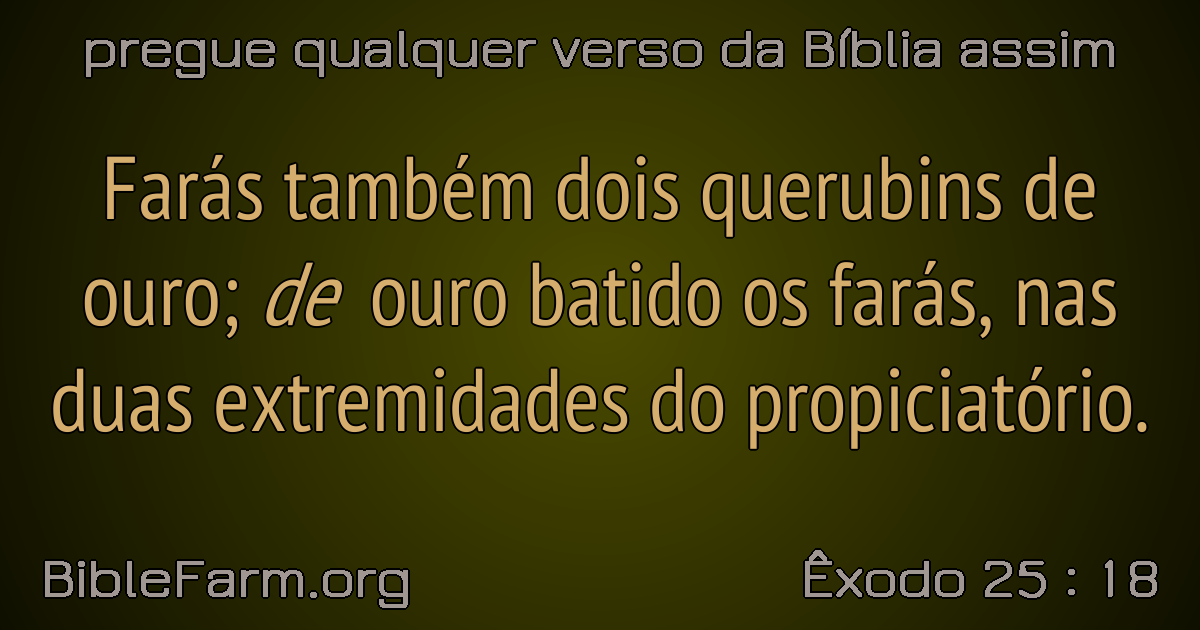 pregue qualquer verso da Bíblia assim
Farás também dois querubins de
ouro; de ouro batido os farás, nas
duas extremidades do propiciatório.
BibleFarm.org
Êxodo 25 : 18